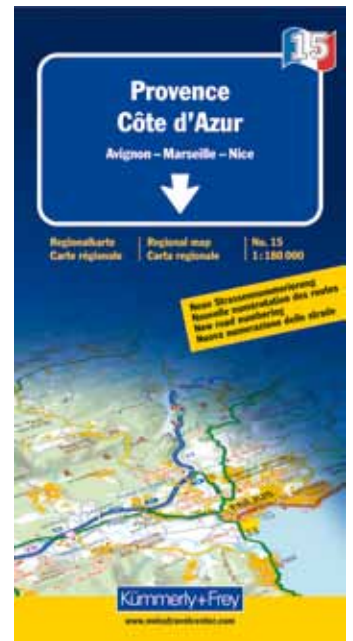 15
Provence
Côte d'Azur
Avignon – Marseille – Nice
Regionalkarte
Carte régionale
Regional map
Carta regionale
No. 15
1:180 000
Neue Strassennummerierung
Nouvelle numérotation des routes
New road numbering
Nuova numerazione delle strade
Kümmerly+Frey